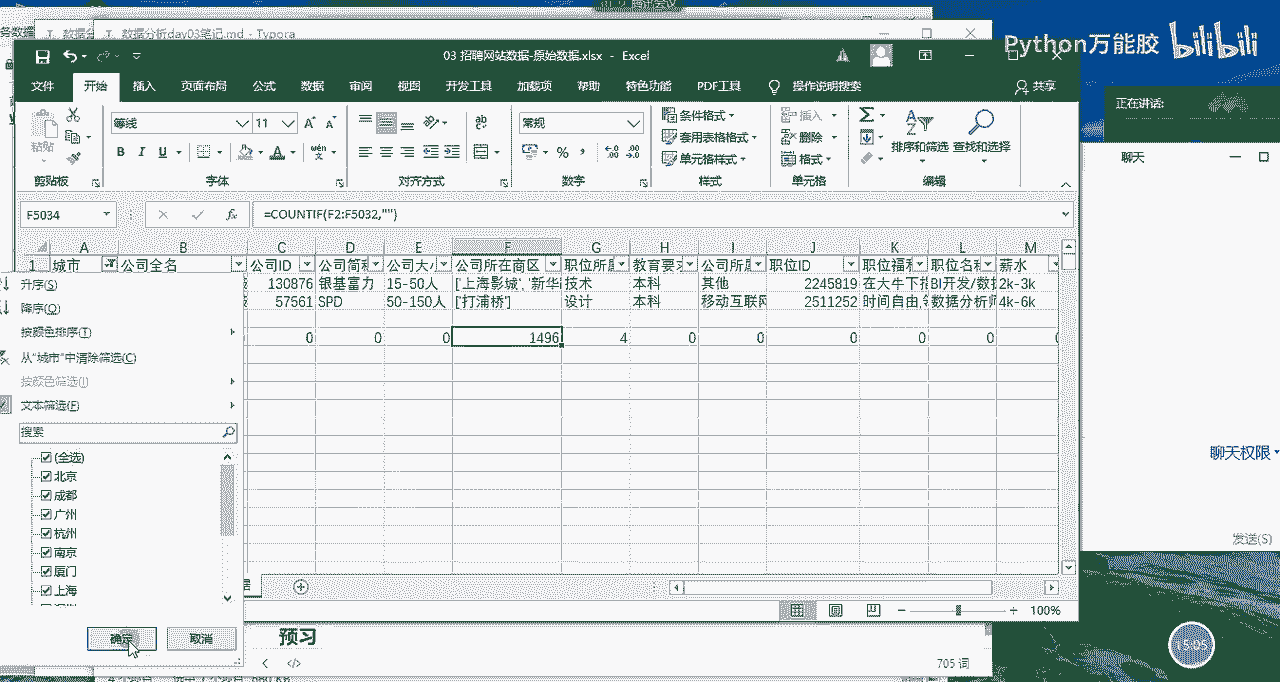 数据分析day03笔记.md - Typora
Python万能胶 bilibili
03 招聘网站数据-原始数据.xlsx - Excel
文件 开始 插入 页面布局 公式 数据 审阅 视图 开发工具 加载项 帮助 特色功能 PDF工具 操作说明搜索 共享
正在讲话:
聊天
粘贴
等线 11
B I U
常规
条件格式
套用表格格式
单元格样式
插入
删除
格式
排序和筛选 查找和选择
剪贴板 字体 对齐方式 数字 样式 单元格 编辑
F5034
=COUNTIF(F2:F5032,"")
A B C D E F G H I J K L M
1 城市 公司全名 公司ID 公司简称 公司大小 公司所在商区 职位所属 教育要求 公司所属 职位ID 职位福利 职位名称 薪水
130876 银基富力 15-50人 ['上海影城', '新华 技术 本科 其他 2245819 在大牛下指 BI开发/数据 2k-3k
57561 SPD 50-150人 ['打浦桥'] 设计 本科 移动互联网 2511252 时间自由, 数据分析师 4k-6k
0 0 0 1496 4 0 0 0 0 0 0
升序(S)
降序(O)
按颜色排序(T)
从"城市"中清除筛选(C)
按颜色筛选(I)
文本筛选(F)
搜索
(全选)
北京
成都
广州
杭州
南京
厦门
上海
确定 取消
聊天权限
发送(S)
100%
预习
705 词
15:05